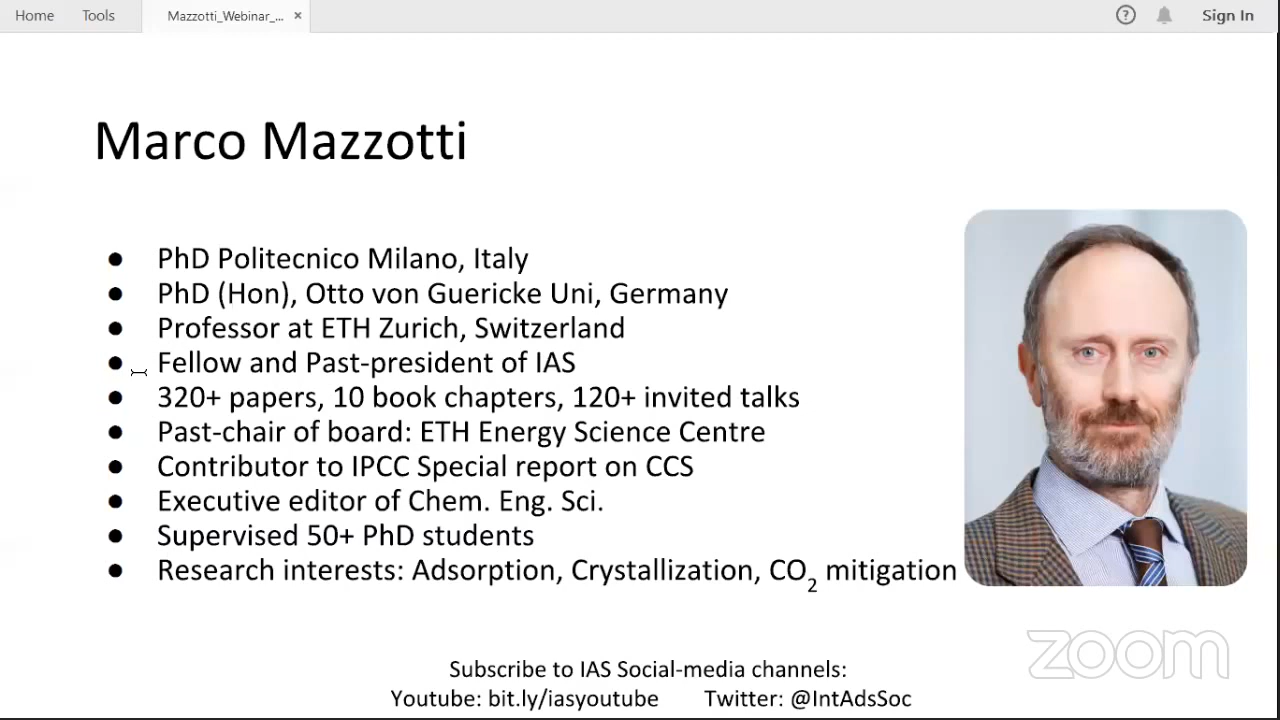 Home Tools Mazzotti_Webinar_... × ? Sign In
Marco Mazzotti
● PhD Politecnico Milano, Italy
● PhD (Hon), Otto von Guericke Uni, Germany
● Professor at ETH Zurich, Switzerland
● Fellow and Past-president of IAS
● 320+ papers, 10 book chapters, 120+ invited talks
● Past-chair of board: ETH Energy Science Centre
● Contributor to IPCC Special report on CCS
● Executive editor of Chem. Eng. Sci.
● Supervised 50+ PhD students
● Research interests: Adsorption, Crystallization, CO₂ mitigation
zoom
Subscribe to IAS Social-media channels:
Youtube: bit.ly/iasyoutube Twitter: @IntAdsSoc